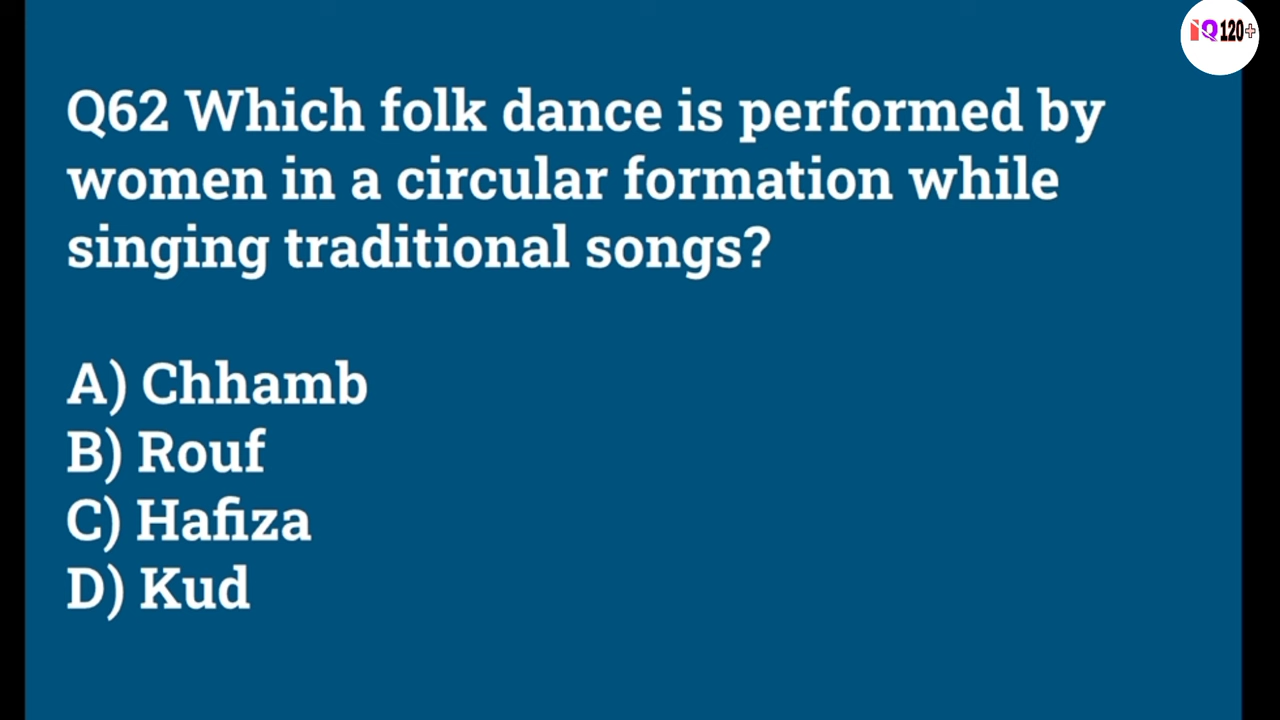 iQ120+
Q62 Which folk dance is performed by
women in a circular formation while
singing traditional songs?
A) Chhamb
B) Rouf
C) Hafiza
D) Kud